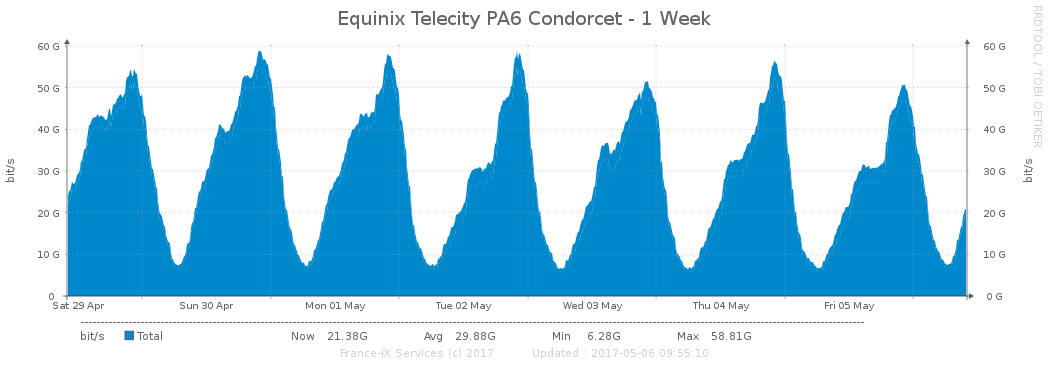 Equinix Telecity PA6 Condorcet - 1 Week
RRDTOOL / TOBI OETIKER
bit/s
60 G 60 G
50 G 50 G
40 G 40 G
30 G 30 G
20 G 20 G
10 G 10 G
0 0 G
bit/s
Sat 29 Apr Sun 30 Apr Mon 01 May Tue 02 May Wed 03 May Thu 04 May Fri 05 May
bit/s Total Now 21.38G Avg 29.88G Min 6.28G Max 58.81G
France-IX Services (c) 2017 Updated : 2017-05-06 09:55:10